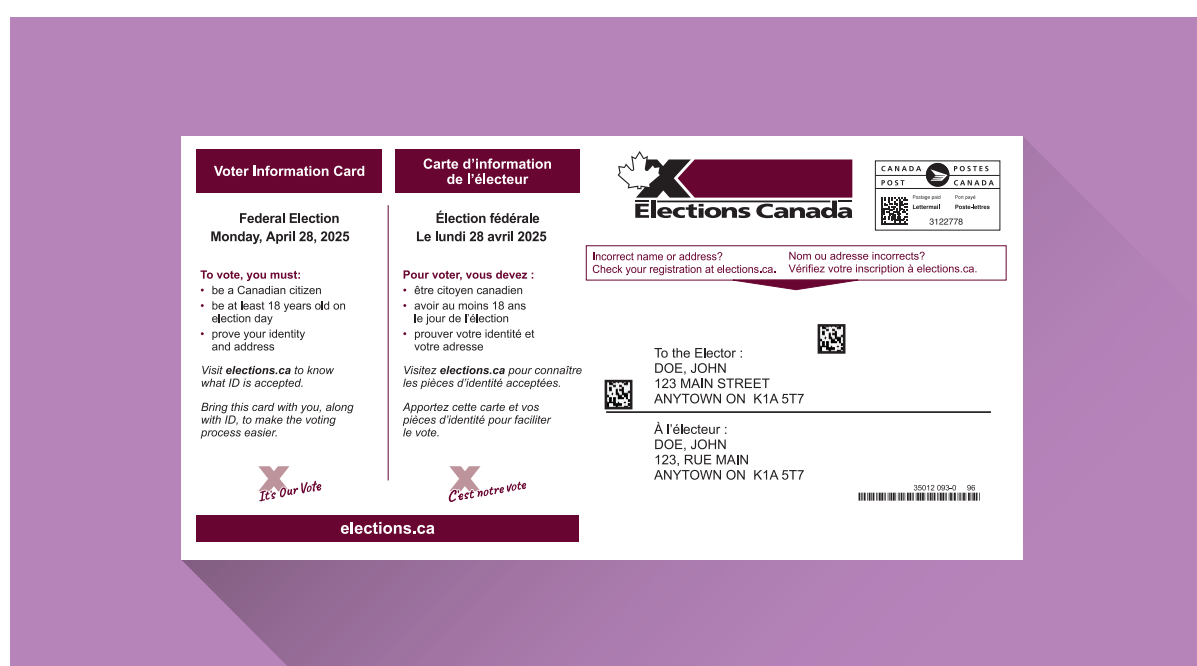 Voter Information Card
Federal Election
Monday, April 28, 2025
To vote, you must:
• be a Canadian citizen
• be at least 18 years old on
election day
• prove your identity
and address
Visit elections.ca to know
what ID is accepted.
Bring this card with you, along
with ID, to make the voting
process easier.
It's Our Vote
Carte d'information
de l'électeur
Élection fédérale
Le lundi 28 avril 2025
Pour voter, vous devez :
• être citoyen canadien
• avoir au moins 18 ans
le jour de l'élection
• prouver votre identité et
votre adresse
Visitez elections.ca pour connaître
les pièces d'identité acceptées.
Apportez cette carte et vos
pièces d'identité pour faciliter
le vote.
C'est notre vote
elections.ca
Elections Canada
CANADA POSTES
POST CANADA
Postage paid Port payé
Lettermail Poste-lettres
3122778
Incorrect name or address?
Check your registration at elections.ca.
Nom ou adresse incorrects?
Vérifiez votre inscription à elections.ca.
To the Elector :
DOE, JOHN
123 MAIN STREET
ANYTOWN ON K1A 5T7
À l'électeur :
DOE, JOHN
123, RUE MAIN
ANYTOWN ON K1A 5T7
35012 093-0 96